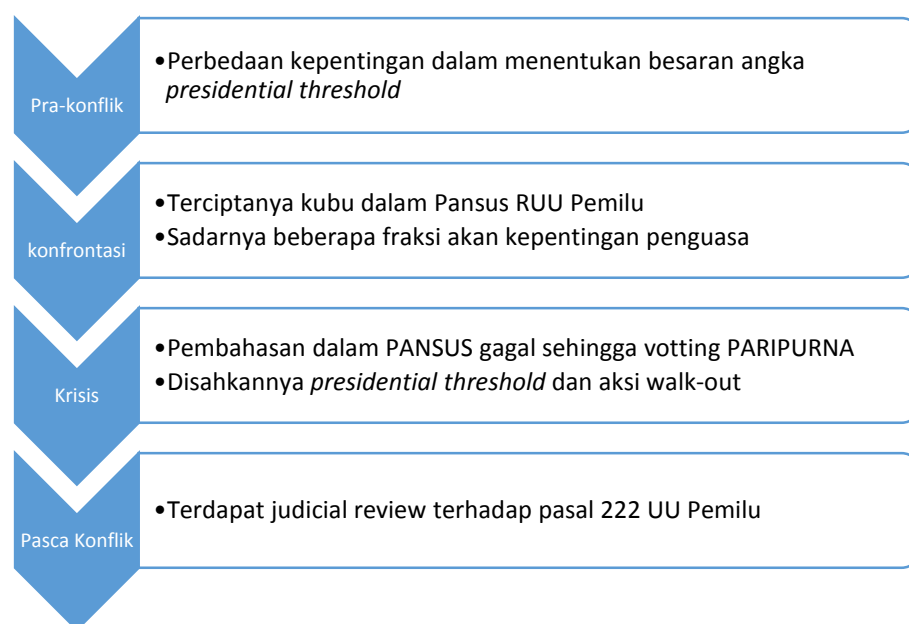 Pra-konflik
•Perbedaan kepentingan dalam menentukan besaran angka
presidential threshold
konfrontasi
•Terciptanya kubu dalam Pansus RUU Pemilu
•Sadarnya beberapa fraksi akan kepentingan penguasa
Krisis
•Pembahasan dalam PANSUS gagal sehingga votting PARIPURNA
•Disahkannya presidential threshold dan aksi walk-out
Pasca Konflik
•Terdapat judicial review terhadap pasal 222 UU Pemilu